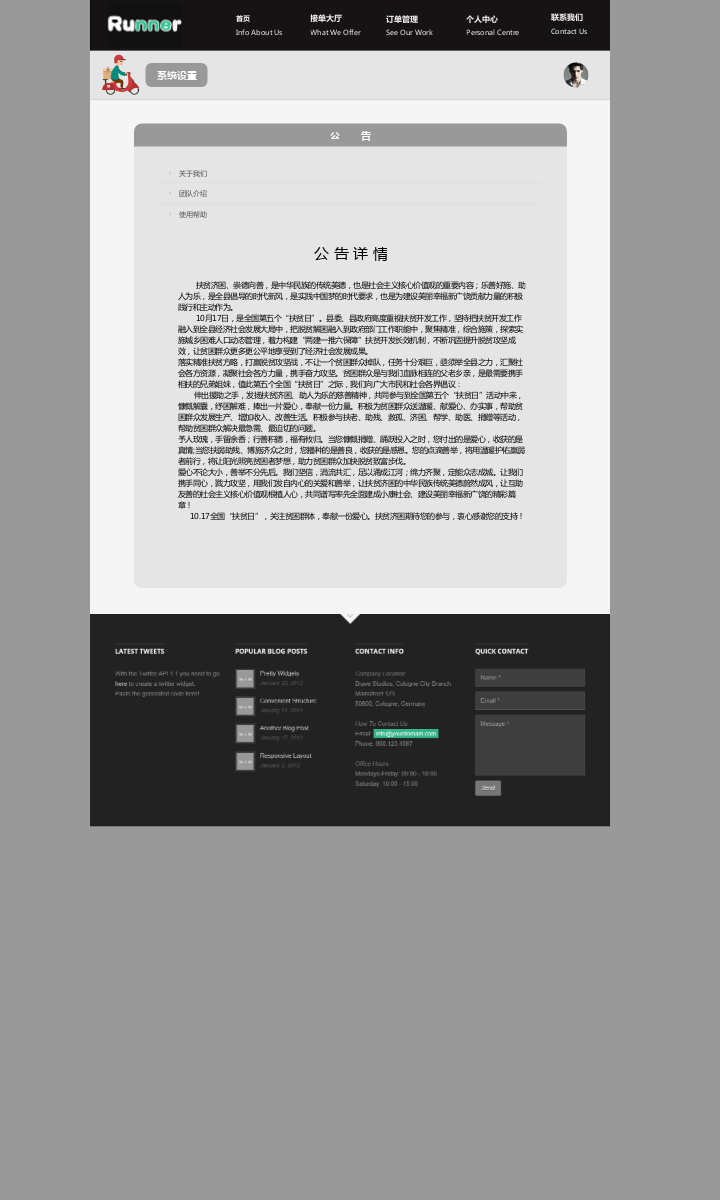 Runner
首页
Info About Us
接单大厅
What We Offer
订单管理
See Our Work
个人中心
Personal Centre
联系我们
Contact Us
系统设置
公 告
关于我们
团队介绍
使用帮助
公告详情
扶贫济困、崇德向善，是中华民族的传统美德，也是社会主义核心价值观的重要内容；乐善好施、助
人为乐，是全县倡导的时代新风，是实践中国梦的时代要求，也是为建设美丽幸福新广饶贡献力量的积极
践行和主动作为。
10月17日，是全国第五个“扶贫日”。县委、县政府高度重视扶贫开发工作，坚持把扶贫开发工作
融入到全县经济社会发展大局中，把脱贫解困融入到政府部门工作职能中，聚焦精准，综合施策，探索实
施城乡困难人口动态管理，着力构建“两建一推六保障”扶贫开发长效机制，不断巩固提升脱贫攻坚成
效，让贫困群众更多更公平地享受到了经济社会发展成果。
落实精准扶贫方略，打赢脱贫攻坚战，不让一个贫困群众掉队，任务十分艰巨，亟须举全县之力，汇聚社
会各方资源，凝聚社会各方力量，携手奋力攻坚。贫困群众是与我们血脉相连的父老乡亲，是最需要携手
相扶的兄弟姐妹，值此第五个全国“扶贫日”之际，我们向广大市民和社会各界倡议：
伸出援助之手，发扬扶贫济困、助人为乐的慈善精神，共同参与到全国第五个“扶贫日”活动中来，
慷慨解囊，纾困解难，捧出一片爱心，奉献一份力量。积极为贫困群众送温暖、献爱心、办实事，帮助贫
困群众发展生产、增加收入、改善生活。积极参与扶老、助残、救孤、济困、帮学、助医、捐赠等活动，
帮助贫困群众解决最急需、最迫切的问题。
予人玫瑰，手留余香；行善积德，福有攸归。当您慷慨捐赠、踊跃投入之时，您付出的是爱心，收获的是
真情;当您扶弱助残、博施济众之时，您播种的是善良，收获的是感恩。您的点滴善举，将用温暖护佑羸弱
者前行，将让阳光照亮贫困者梦想，助力贫困群众加快脱贫致富步伐。
爱心不论大小，善举不分先后。我们坚信，涓流共汇，足以涌成江河；绵力齐聚，定能众志成城。让我们
携手同心，戮力攻坚，用我们发自内心的关爱和善举，让扶贫济困的中华民族传统美德蔚然成风，让互助
友善的社会主义核心价值观根植人心，共同谱写率先全面建成小康社会、建设美丽幸福新广饶的精彩篇
章！
10.17全国“扶贫日”，关注贫困群体，奉献一份爱心。扶贫济困期待您的参与，衷心感谢您的支持！
LATEST TWEETS
With the Twitter API 1.1 you need to go
here to create a twitter widget.
Paste the generated code here!
POPULAR BLOG POSTS
Pretty Widgets
Convenient Structure
Another Blog Post
Responsive Layout
CONTACT INFO
Company Location
Brave Studios, Cologne City Branch
Mainstreet 123
50800, Cologne, Germany
How To Contact Us
Email: info@yourdomain.com
Phone: 000.123.4567
Office Hours
Mondays-Friday: 09:00 - 18:00
Saturday: 10:00 - 15:00
QUICK CONTACT
Name *
Email *
Message *
Send